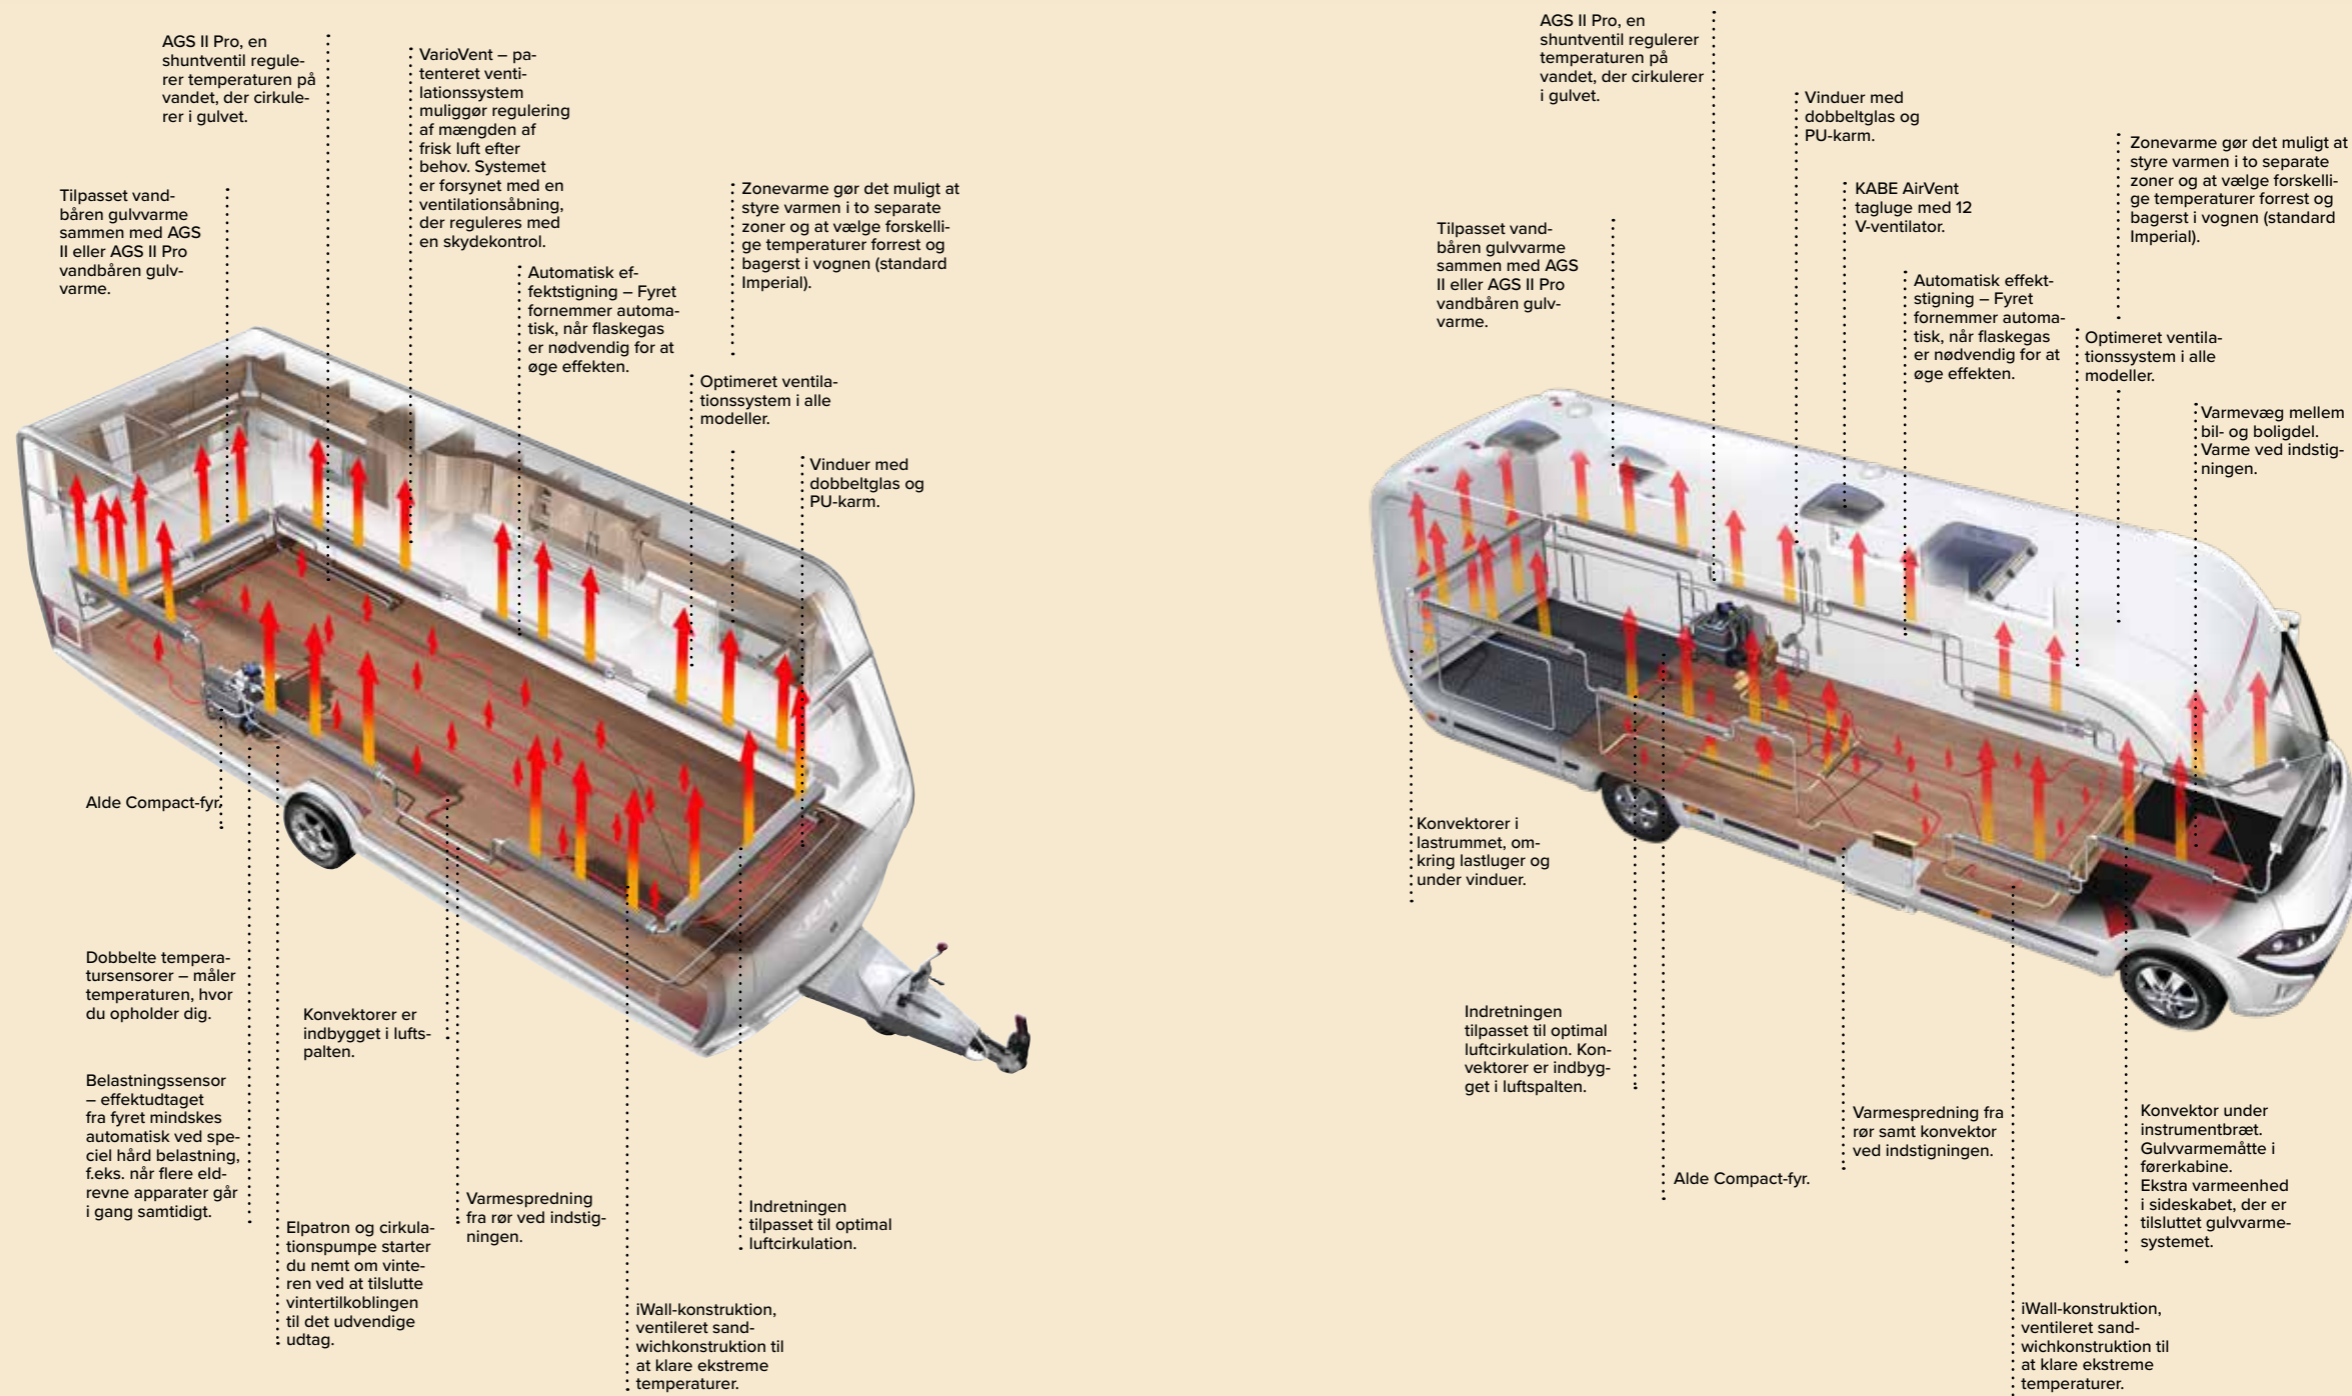 AGS II Pro, en
shuntventil regule-
rer temperaturen på
vandet, der cirkule-
rer i gulvet.
VarioVent – pa-
tenteret venti-
lationssystem
muliggør regulering
af mængden af
frisk luft efter
behov. Systemet
er forsynet med en
ventilationsåbning,
der reguleres med
en skydekontrol.
Tilpasset vand-
båren gulvvarme
sammen med AGS
II eller AGS II Pro
vandbåren gulv-
varme.
Zonevarme gør det muligt at
styre varmen i to separate
zoner og at vælge forskelli-
ge temperaturer forrest og
bagerst i vognen (standard
Imperial).
Automatisk ef-
fektstigning – Fyret
fornemmer automa-
tisk, når flaskegas
er nødvendig for at
øge effekten.
Optimeret ventila-
tionssystem i alle
modeller.
Vinduer med
dobbeltglas og
PU-karm.
Alde Compact-fyr.
Dobbelte tempera-
tursensorer – måler
temperaturen, hvor
du opholder dig.
Konvektorer er
indbygget i lufts-
palten.
Belastningssensor
– effektudtaget
fra fyret mindskes
automatisk ved spe-
ciel hård belastning,
f.eks. når flere eld-
revne apparater går
i gang samtidigt.
Elpatron og cirkula-
tionspumpe starter
du nemt om vinte-
ren ved at tilslutte
vintertilkoblingen
til det udvendige
udtag.
Varmespredning
fra rør ved indstig-
ningen.
Indretningen
tilpasset til optimal
luftcirkulation.
iWall-konstruktion,
ventileret sand-
wichkonstruktion til
at klare ekstreme
temperaturer.
KABE
AGS II Pro, en
shuntventil regulerer
temperaturen på
vandet, der cirkulerer
i gulvet.
Vinduer med
dobbeltglas og
PU-karm.
Zonevarme gør det muligt at
styre varmen i to separate
zoner og at vælge forskelli-
ge temperaturer forrest og
bagerst i vognen (standard
Imperial).
KABE AirVent
tagluge med 12
V-ventilator.
Tilpasset vand-
båren gulvvarme
sammen med AGS
II eller AGS II Pro
vandbåren gulv-
varme.
Automatisk effekt-
stigning – Fyret
fornemmer automa-
tisk, når flaskegas
er nødvendig for at
øge effekten.
Optimeret ventila-
tionssystem i alle
modeller.
Varmevæg mellem
bil- og boligdel.
Varme ved indstig-
ningen.
Konvektorer i
lastrummet, om-
kring lastluger og
under vinduer.
Indretningen
tilpasset til optimal
luftcirkulation. Kon-
vektorer er indbyg-
get i luftspalten.
Alde Compact-fyr.
Varmespredning fra
rør samt konvektor
ved indstigningen.
Konvektor under
instrumentbræt.
Gulvvarmemåtte i
førerkabine.
Ekstra varmeenhed
i sideskabet, der er
tilsluttet gulvvarme-
systemet.
iWall-konstruktion,
ventileret sand-
wichkonstruktion til
at klare ekstreme
temperaturer.